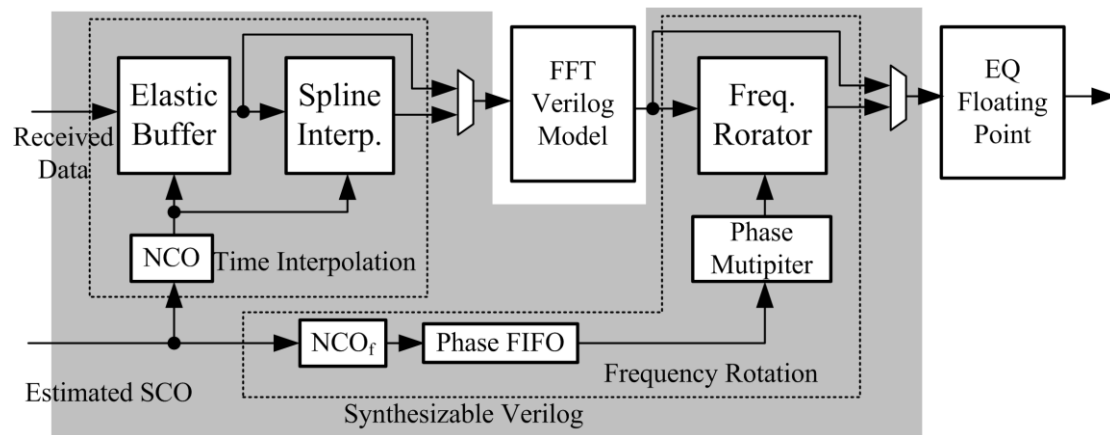 Elastic
Buffer
Spline
Interp.
FFT
Verilog
Model
Freq.
Rorator
EQ
Floating
Point
Received
Data
NCO
Time Interpolation
Phase
Mutipiter
NCOf
Phase FIFO
Frequency Rotation
Estimated SCO
Synthesizable Verilog